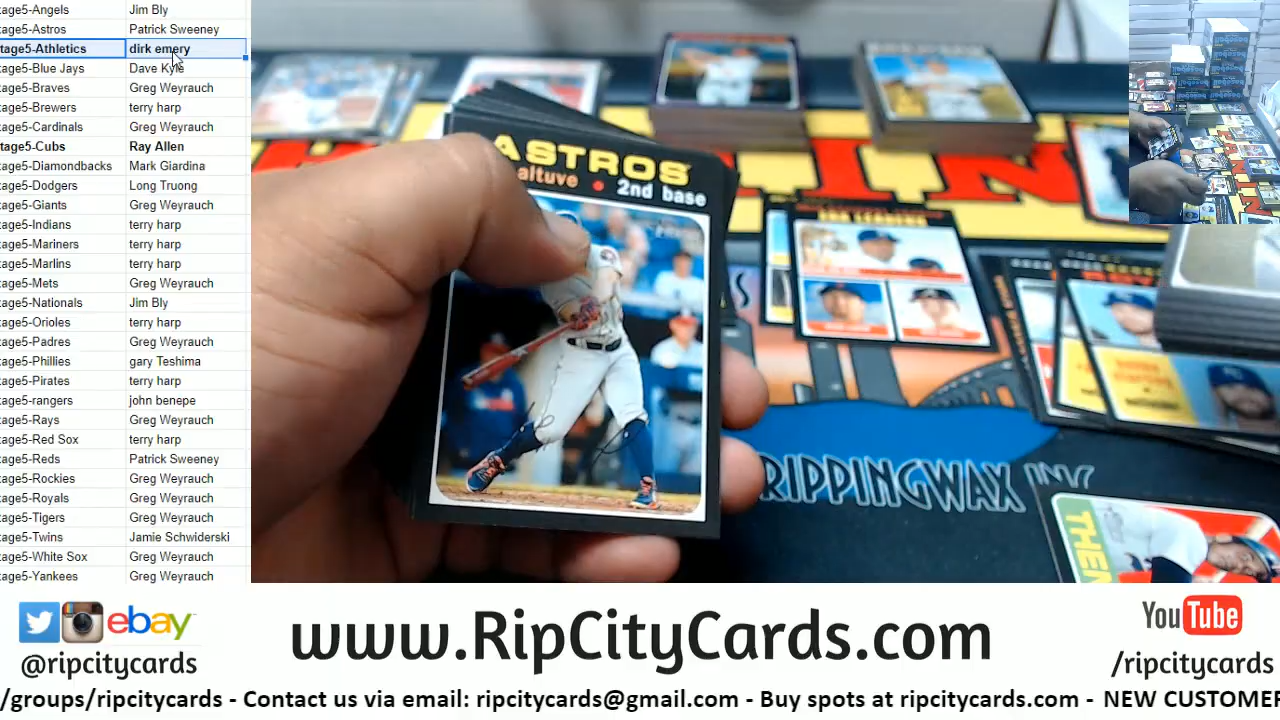 tage5-Angels Jim Bly
tage5-Astros Patrick Sweeney
tage5-Athletics dirk emery
tage5-Blue Jays Dave Kyle
tage5-Braves Greg Weyrauch
tage5-Brewers terry harp
tage5-Cardinals Greg Weyrauch
tage5-Cubs Ray Allen
tage5-Diamondbacks Mark Giardina
tage5-Dodgers Long Truong
tage5-Giants Greg Weyrauch
tage5-Indians terry harp
tage5-Mariners terry harp
tage5-Marlins terry harp
tage5-Mets Greg Weyrauch
tage5-Nationals Jim Bly
tage5-Orioles terry harp
tage5-Padres Greg Weyrauch
tage5-Phillies gary Teshima
tage5-Pirates terry harp
tage5-rangers john benepe
tage5-Rays Greg Weyrauch
tage5-Red Sox terry harp
tage5-Reds Patrick Sweeney
tage5-Rockies Greg Weyrauch
tage5-Royals Greg Weyrauch
tage5-Tigers Greg Weyrauch
tage5-Twins Jamie Schwiderski
tage5-White Sox Greg Weyrauch
tage5-Yankees Greg Weyrauch
ASTROS
altuve • 2nd base
RIPPINGWAX INC
THEN
ebay
@ripcitycards
www.RipCityCards.com
YouTube
/ripcitycards
/groups/ripcitycards - Contact us via email: ripcitycards@gmail.com - Buy spots at ripcitycards.com - NEW CUSTOMER